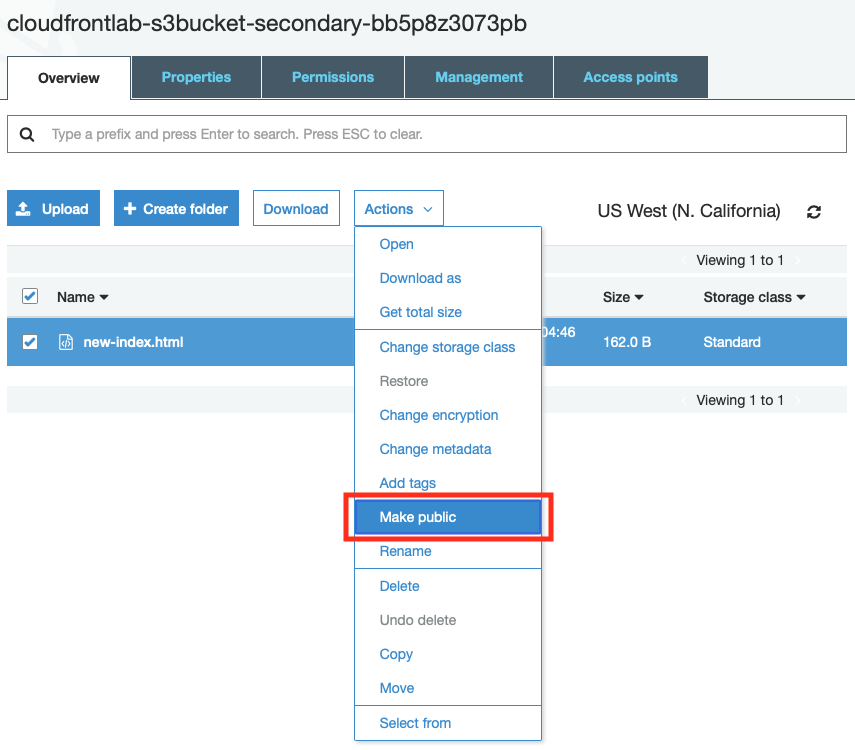 cloudfrontlab-s3bucket-secondary-bb5p8z3073pb
Overview Properties Permissions Management Access points
Type a prefix and press Enter to search. Press ESC to clear.
Upload Create folder Download Actions US West (N. California)
Viewing 1 to 1
Name Size Storage class
new-index.html 04:46 162.0 B Standard
Viewing 1 to 1
Open
Download as
Get total size
Change storage class
Restore
Change encryption
Change metadata
Add tags
Make public
Rename
Delete
Undo delete
Copy
Move
Select from